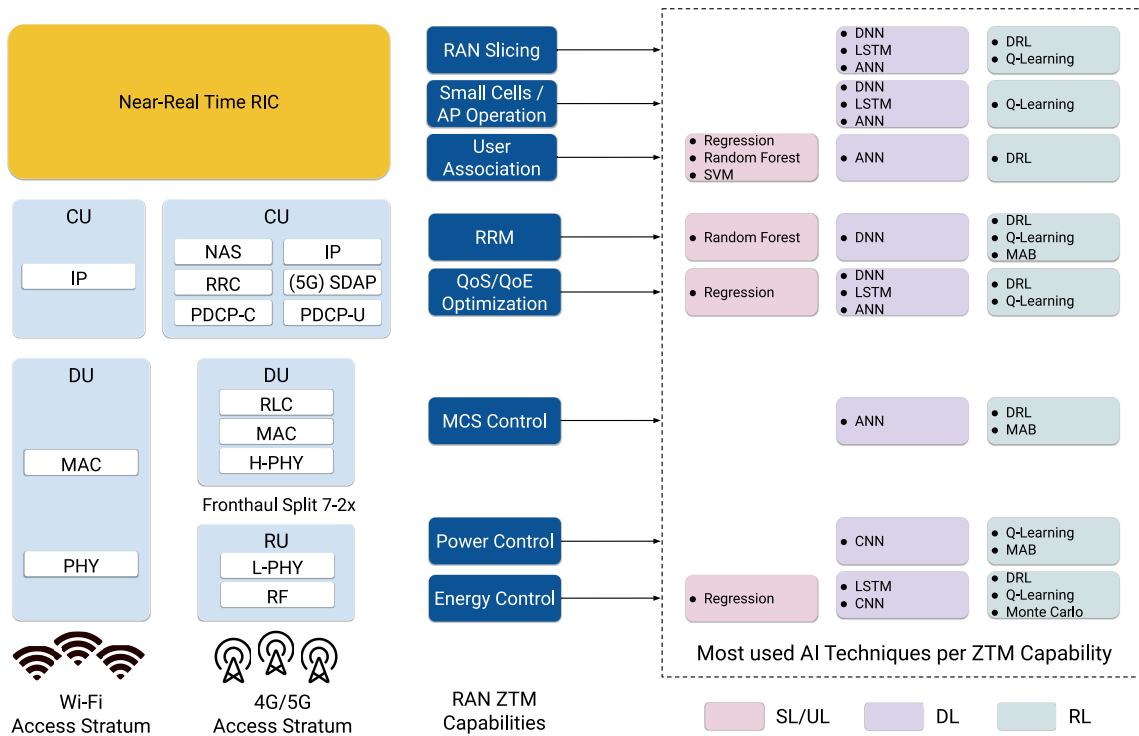 Near-Real Time RIC
CU
IP
CU
NAS
IP
RRC
(5G) SDAP
PDCP-C
PDCP-U
DU
MAC
PHY
DU
RLC
MAC
H-PHY
Fronthaul Split 7-2x
RU
L-PHY
RF
Wi-Fi
Access Stratum
4G/5G
Access Stratum
RAN Slicing
• DNN
• LSTM
• ANN
• DRL
• Q-Learning
Small Cells /
AP Operation
• DNN
• LSTM
• ANN
• Q-Learning
User
Association
• Regression
• Random Forest
• SVM
• ANN
• DRL
RRM
• Random Forest
• DNN
• DRL
• Q-Learning
• MAB
QoS/QoE
Optimization
• Regression
• DNN
• LSTM
• ANN
• DRL
• Q-Learning
MCS Control
• ANN
• DRL
• MAB
Power Control
• CNN
• Q-Learning
• MAB
Energy Control
• Regression
• LSTM
• CNN
• DRL
• Q-Learning
• Monte Carlo
RAN ZTM
Capabilities
Most used AI Techniques per ZTM Capability
SL/UL
DL
RL